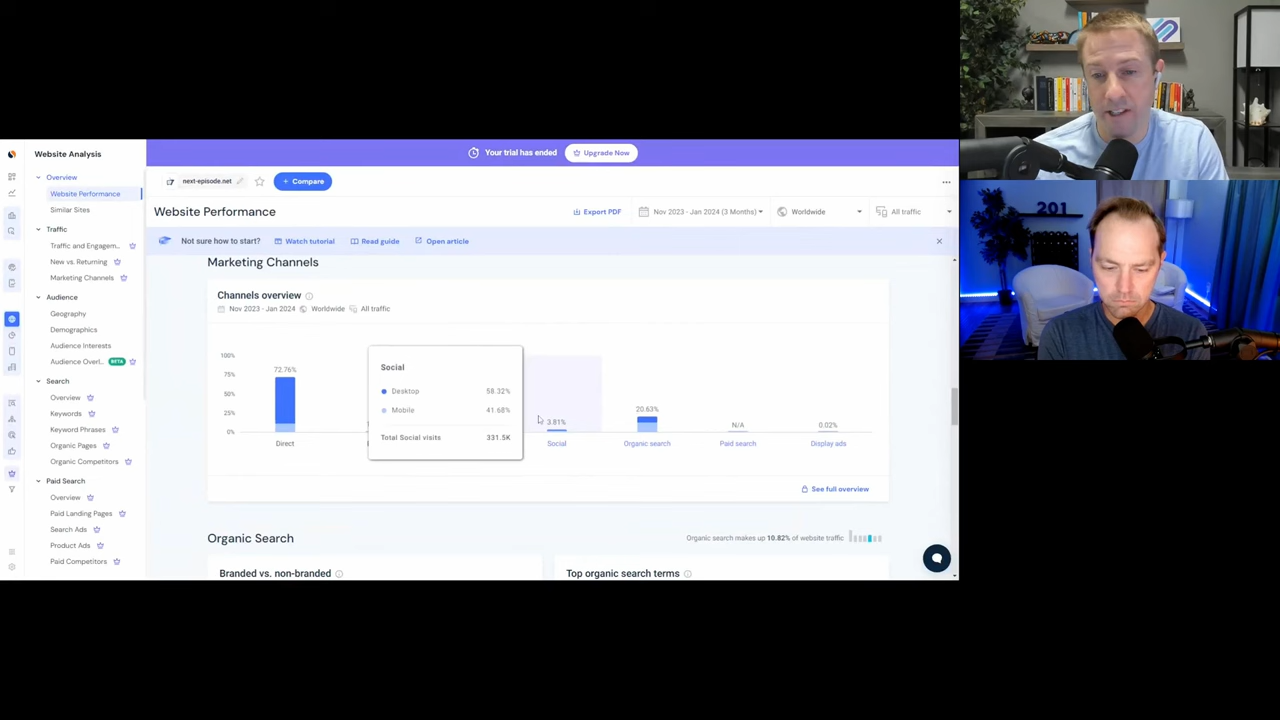 Website Analysis
Your trial has ended
Upgrade Now
Overview
Website Performance
Similar Sites
Traffic
Traffic and Engagem...
New vs. Returning
Marketing Channels
Audience
Geography
Demographics
Audience Interests
Audience Overl... BETA
Search
Overview
Keywords
Keyword Phrases
Organic Pages
Organic Competitors
Paid Search
Overview
Paid Landing Pages
Search Ads
Product Ads
Paid Competitors
next-episode.net
+ Compare
Website Performance
Export PDF
Nov 2023 - Jan 2024 (3 Months)
Worldwide
All traffic
Not sure how to start?
Watch tutorial
Read guide
Open article
Marketing Channels
Channels overview
Nov 2023 - Jan 2024 Worldwide All traffic
100%
75%
50%
25%
0%
72.76%
Direct
Social
Desktop 58.32%
Mobile 41.68%
Total Social visits 331.5K
3.81%
Social
20.63%
Organic search
N/A
Paid search
0.02%
Display ads
See full overview
Organic Search
Organic search makes up 10.82% of website traffic
Branded vs. non-branded
Top organic search terms
201